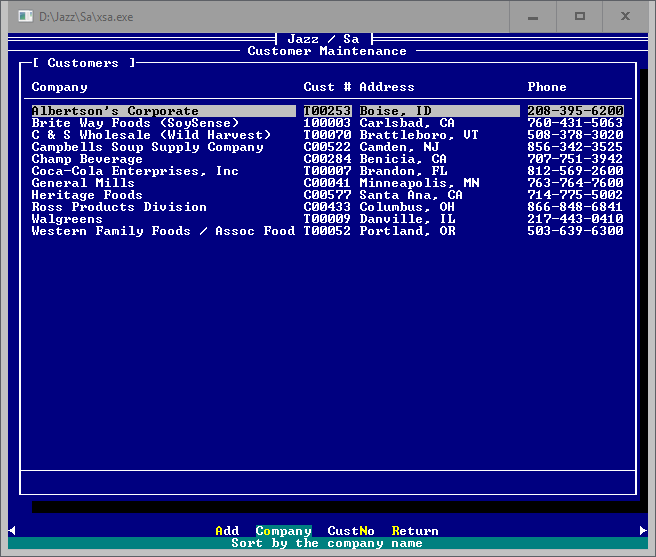 D:\Jazz\Sa\xsa.exe
Jazz / Sa
Customer Maintenance
[ Customers ]
Company Cust # Address Phone
Albertson's Corporate T00253 Boise, ID 208-395-6200
Brite Way Foods (SoySense) 100003 Carlsbad, CA 760-431-5063
C & S Wholesale (Wild Harvest) T00070 Brattleboro, VT 508-378-3020
Campbells Soup Supply Company C00522 Camden, NJ 856-342-3525
Champ Beverage C00284 Benicia, CA 707-751-3942
Coca-Cola Enterprises, Inc T00007 Brandon, FL 812-569-2600
General Mills C00041 Minneapolis, MN 763-764-7600
Heritage Foods C00577 Santa Ana, CA 714-775-5002
Ross Products Division C00433 Columbus, OH 866-848-6841
Walgreens T00009 Danville, IL 217-443-0410
Western Family Foods / Assoc Food T00052 Portland, OR 503-639-6300
Add Company CustNo Return
Sort by the company name